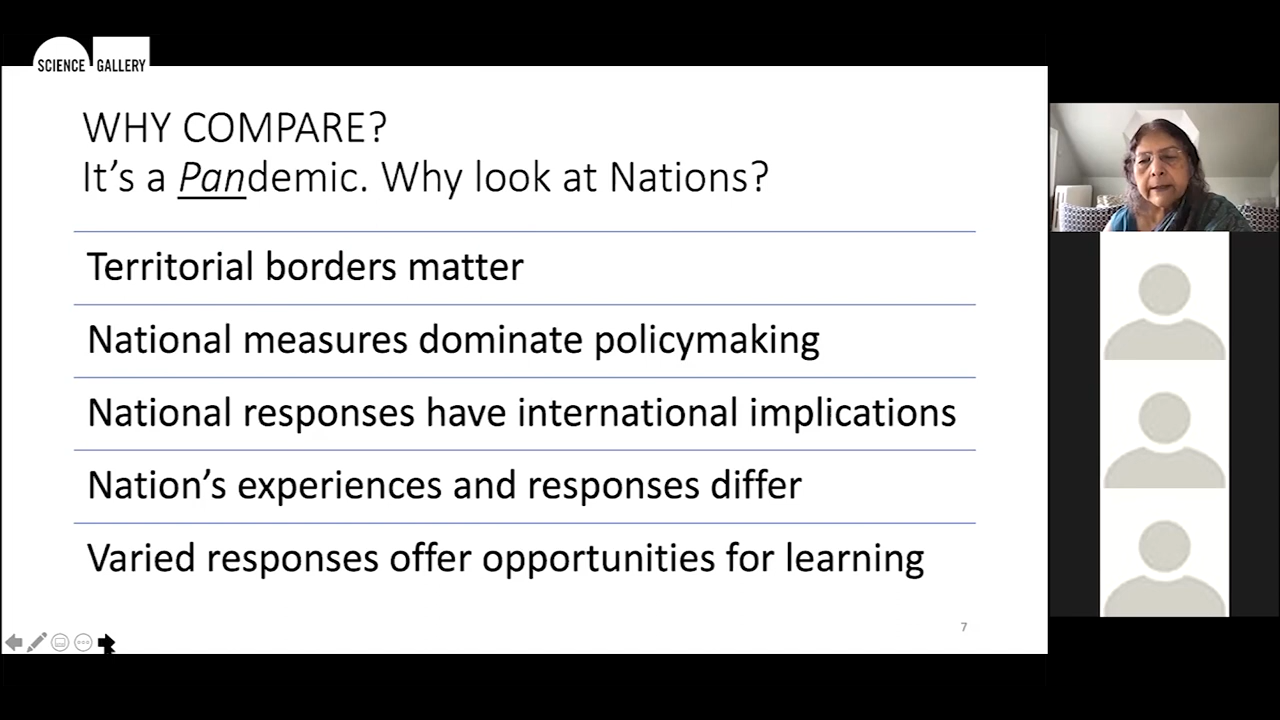 SCIENCE GALLERY
WHY COMPARE?
It's a Pandemic. Why look at Nations?
Territorial borders matter
National measures dominate policymaking
National responses have international implications
Nation's experiences and responses differ
Varied responses offer opportunities for learning
7